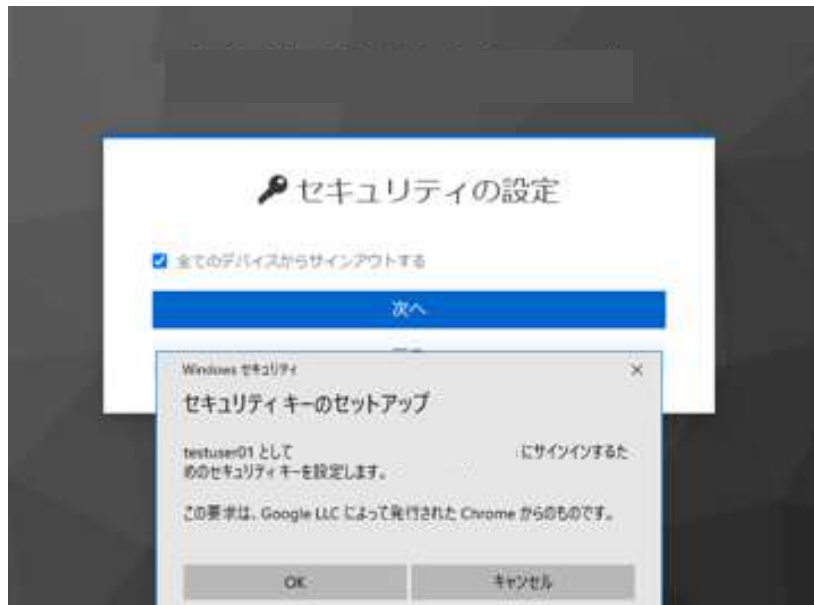 セキュリティの設定
全てのデバイスからサインアウトする
次へ
Windows セキュリティ
セキュリティ キーのセットアップ
testuser01 として にサインインするた
めのセキュリティ キーを設定します。
この要求は、Google LLC によって発行された Chrome からのものです。
OK
キャンセル